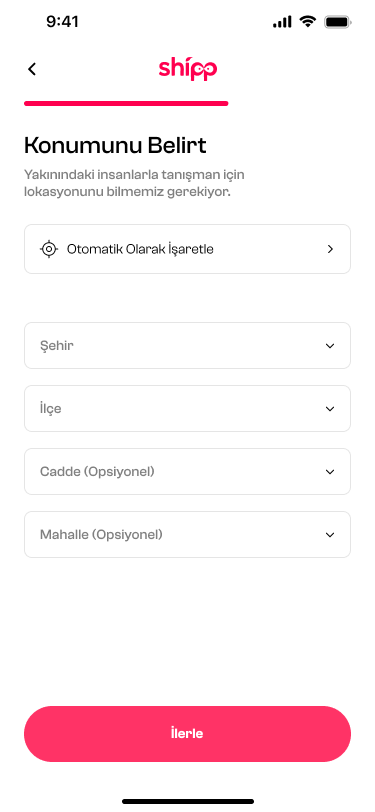 9:41
shipp
Konumunu Belirt
Yakınındaki insanlarla tanışman için
lokasyonunu bilmemiz gerekiyor.
Otomatik Olarak İşaretle
Şehir
İlçe
Cadde (Opsiyonel)
Mahalle (Opsiyonel)
İlerle